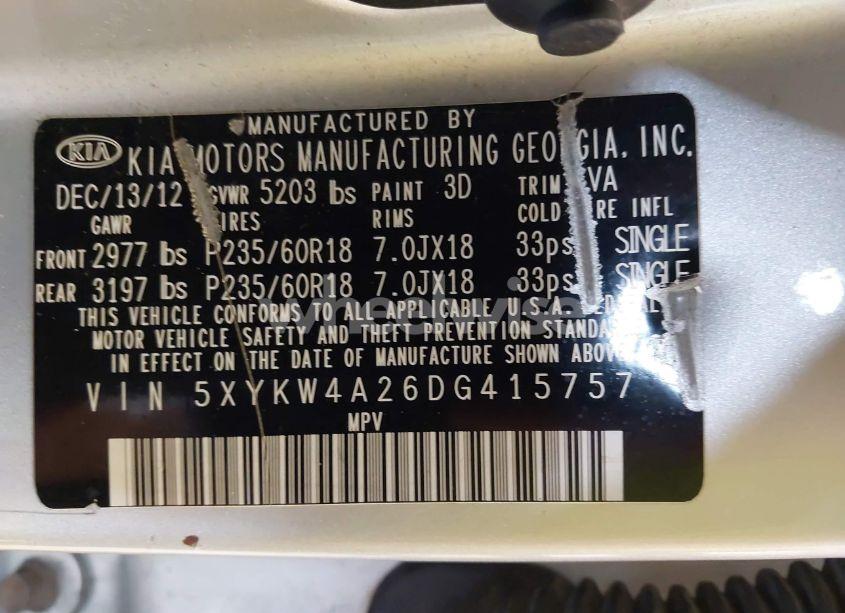 MANUFACTURED BY
KIA KIA MOTORS MANUFACTURING GEORGIA, INC.
DEC/13/12 GVWR 5203 lbs PAINT 3D TRIM VA
GAWR TIRES RIMS COLD TIRE INFL
FRONT 2977 lbs P235/60R18 7.0JX18 33psi SINGLE
REAR 3197 lbs P235/60R18 7.0JX18 33psi SINGLE
THIS VEHICLE CONFORMS TO ALL APPLICABLE U.S.A. FEDERAL
MOTOR VEHICLE SAFETY AND THEFT PREVENTION STANDARDS
IN EFFECT ON THE DATE OF MANUFACTURE SHOWN ABOVE.
VIN 5XYKW4A26DG415757
MPV